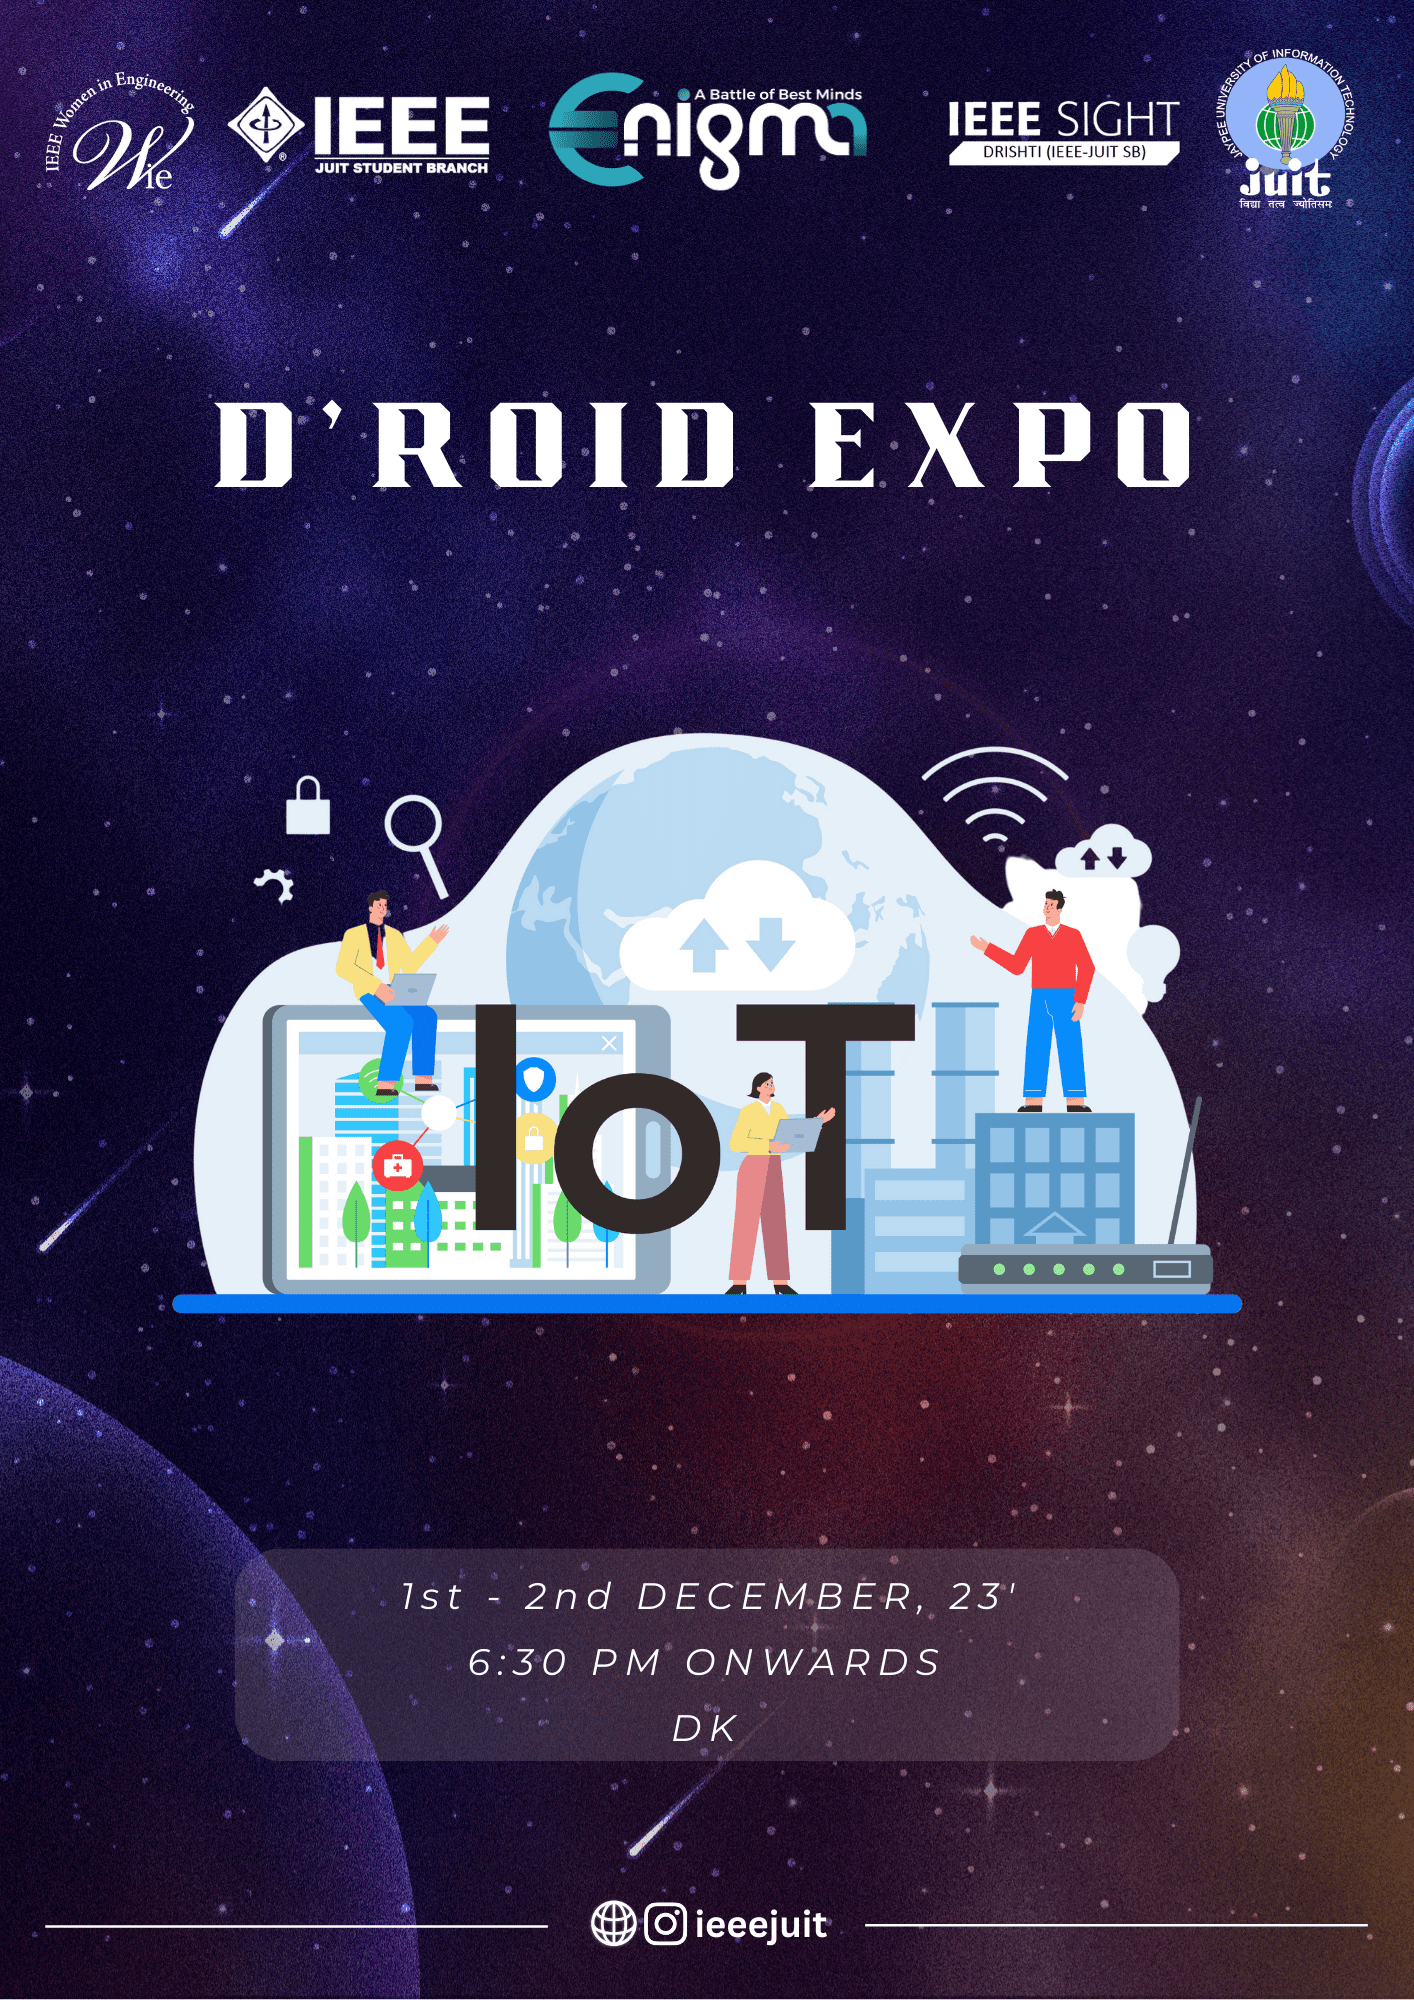 IEEE Women in Engineering
Wie
IEEE
®
JUIT STUDENT BRANCH
A Battle of Best Minds
Enigma
IEEE SIGHT
DRISHTI (IEEE-JUIT SB)
JAYPEE UNIVERSITY OF INFORMATION TECHNOLOGY
juit
विद्या तत्व ज्योतिसमः
D'ROID EXPO
IoT
1st - 2nd DECEMBER, 23'
6:30 PM ONWARDS
DK
ieeejuit